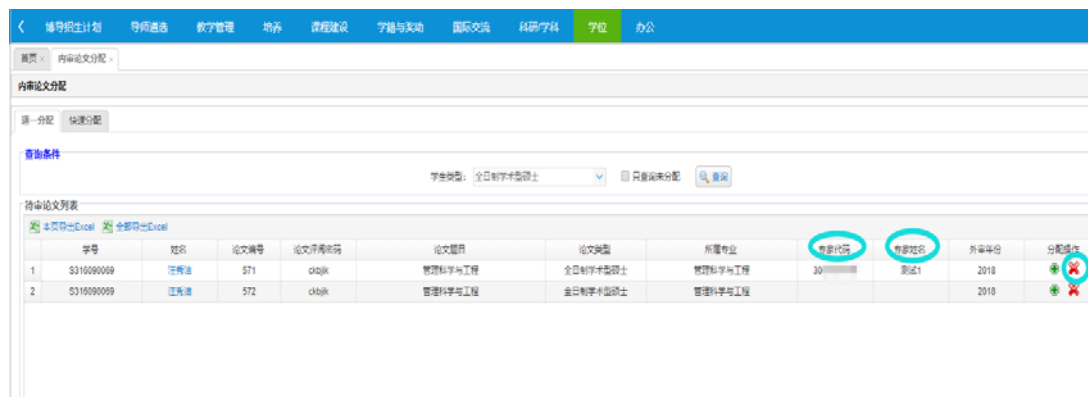 博导招生计划 导师遴选 教学管理 培养 课程建设 学籍与奖助 国际交流 科研/学科 学位 办公
首页 × 内审论文分配 ×
内审论文分配
逐一分配 快速分配
查询条件
学生类型: 全日制学术型硕士 只查询未分配 查询
待审论文列表
本页导出Excel 全部导出Excel
学号 姓名 论文编号 论文评阅密码 论文题目 论文类型 所属专业 专家代码 专家姓名 外审年份 分配操作
1 S316090069 571 ckbjik 管理科学与工程 全日制学术型硕士 管理科学与工程 30 测试1 2018
2 S316090069 572 ckbjik 管理科学与工程 全日制学术型硕士 管理科学与工程 2018